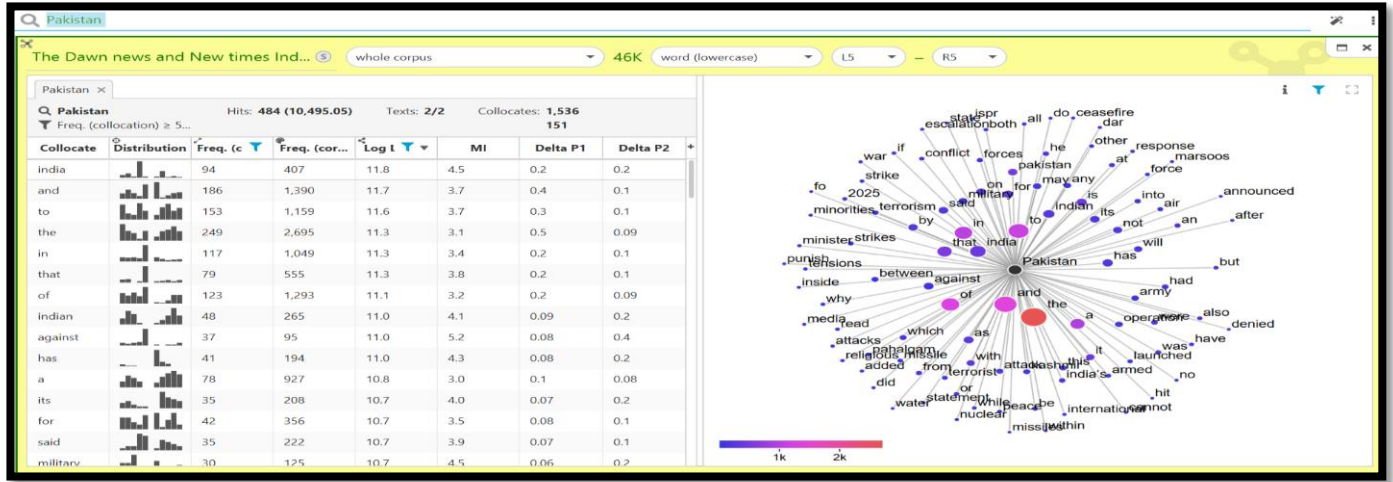 Pakistan
The Dawn news and New times Ind... S whole corpus 46K word (lowercase) L5 – R5
Pakistan ×
Pakistan Hits: 484 (10,495.05) Texts: 2/2 Collocates: 1,536
Freq. (collocation) ≥ 5... 151
Collocate Distribution Freq. (c Freq. (cor... Log L MI Delta P1 Delta P2 +
india 94 407 11.8 4.5 0.2 0.2
and 186 1,390 11.7 3.7 0.4 0.1
to 153 1,159 11.6 3.7 0.3 0.1
the 249 2,695 11.3 3.1 0.5 0.09
in 117 1,049 11.3 3.4 0.2 0.1
that 79 555 11.3 3.8 0.2 0.1
of 123 1,293 11.1 3.2 0.2 0.09
indian 48 265 11.0 4.1 0.09 0.2
against 37 95 11.0 5.2 0.08 0.4
has 41 194 11.0 4.3 0.08 0.2
a 78 927 10.8 3.0 0.1 0.08
its 35 208 10.7 4.0 0.07 0.2
for 42 356 10.7 3.5 0.08 0.1
said 35 222 10.7 3.9 0.07 0.1
military 30 125 10.7 4.5 0.06 0.2
i
ispr
state all do ceasefire
escalation both dar
if he other response
war conflict forces at marsoos
pakistan force
strike on for may any
fo 2025 military is into announced
minorities terrorism said indian its air
by in to not an after
minister strikes that india will
punish Pakistan has but
tensions
inside between against had
why of and army
the
media read a operation were also
which as denied
attacks pahalgam it was have
religious missile with attack kashmir this launched
added from terrorist india's armed no
did or
water statement while be hit
nuclear peace international cannot
missiles within
1k 2k